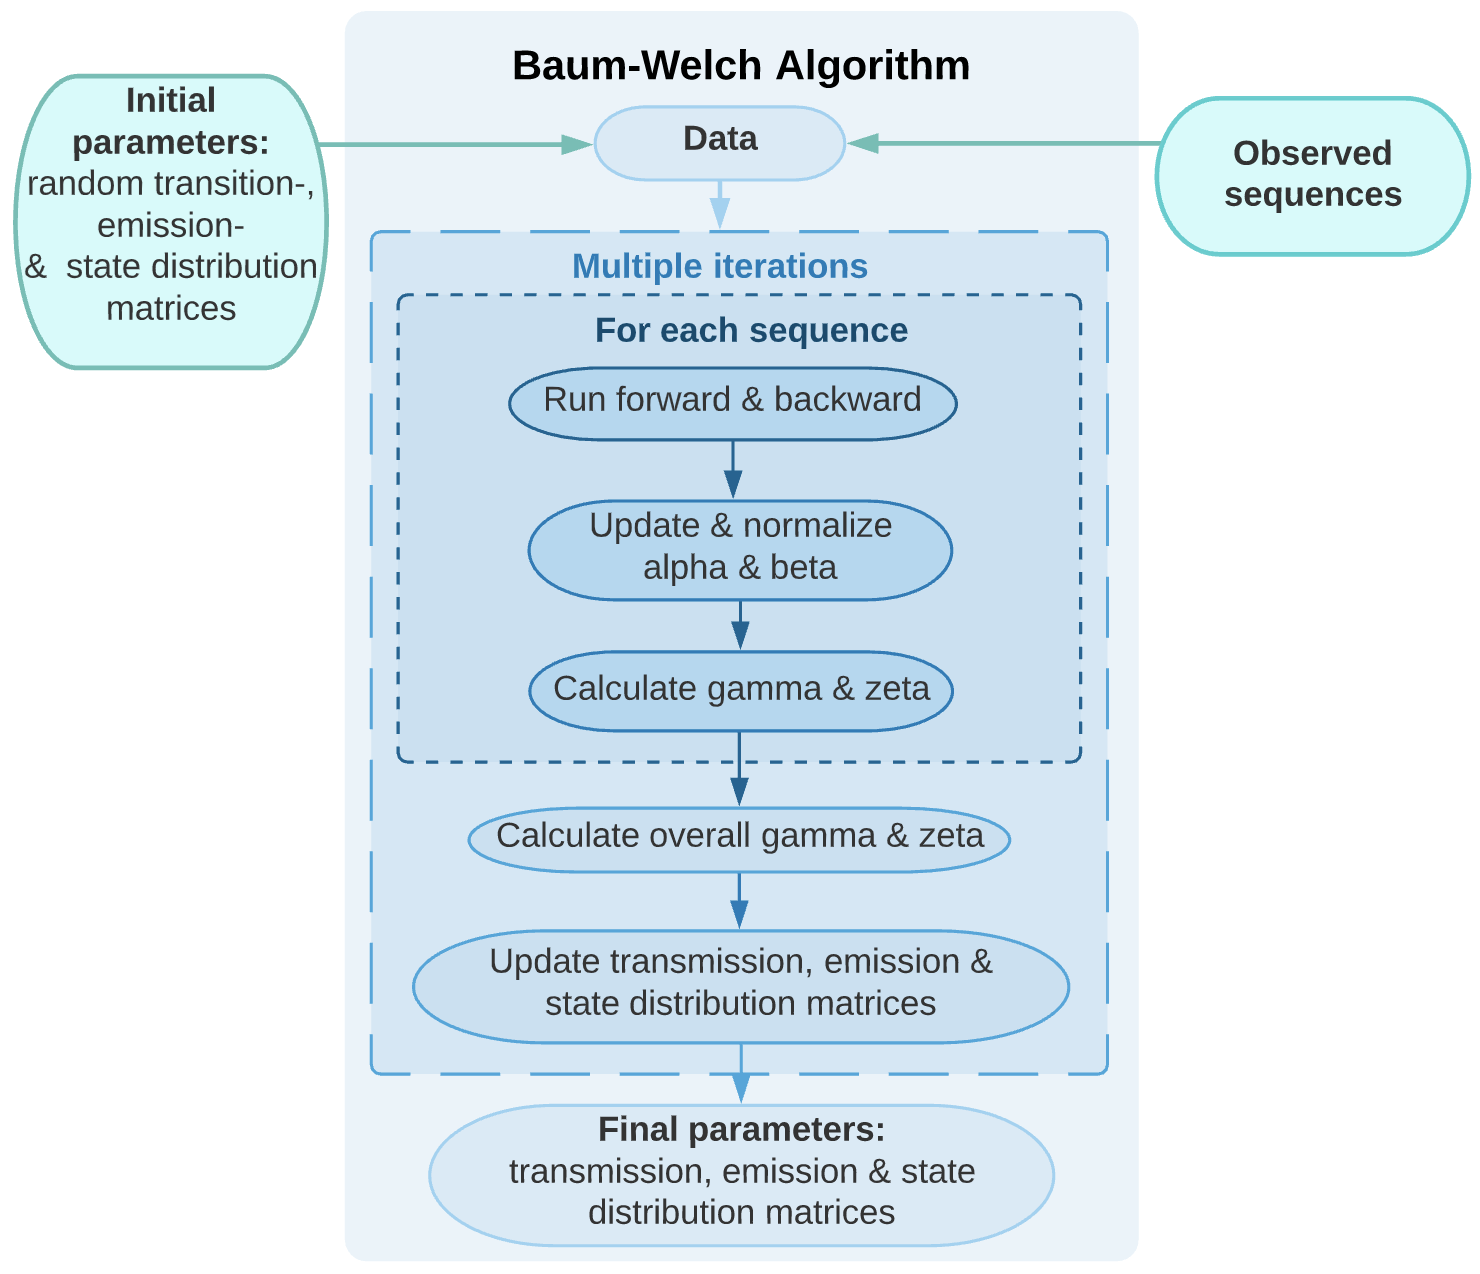 Baum-Welch Algorithm
Initial
parameters:
random transition-,
emission-
& state distribution
matrices
Data
Observed
sequences
Multiple iterations
For each sequence
Run forward & backward
Update & normalize
alpha & beta
Calculate gamma & zeta
Calculate overall gamma & zeta
Update transmission, emission &
state distribution matrices
Final parameters:
transmission, emission & state
distribution matrices